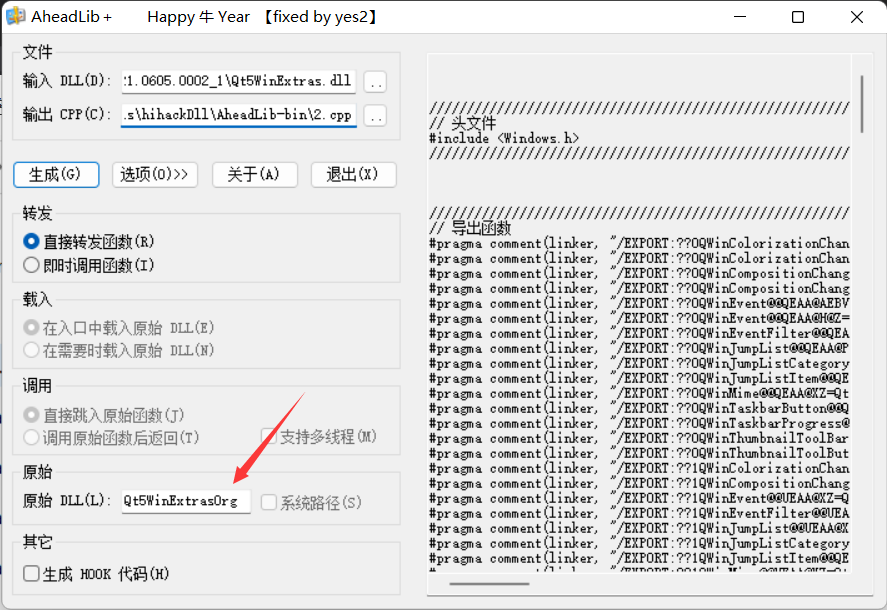 AheadLib + Happy 牛 Year 【fixed by yes2】
文件
输入 DLL(D): :1.0605.0002_1\Qt5WinExtras.dll ..
输出 CPP(C): .s\hihackDll\AheadLib-bin\2.cpp ..
生成(G) 选项(O)>> 关于(A) 退出(X)
转发
直接转发函数(R)
即时调用函数(I)
载入
在入口中载入原始 DLL(E)
在需要时载入原始 DLL(N)
调用
直接跳入原始函数(J)
调用原始函数后返回(T) 支持多线程(M)
原始
原始 DLL(L): Qt5WinExtrasOrg 系统路径(S)
其它
生成 HOOK 代码(H)
////////////////////////////////////////////////
// 头文件
#include <Windows.h>
////////////////////////////////////////////////
////////////////////////////////////////////////
// 导出函数
#pragma comment(linker, "/EXPORT:??0QWinColorizationChan
#pragma comment(linker, "/EXPORT:??0QWinCompositionChang
#pragma comment(linker, "/EXPORT:??0QWinEvent@@QEAA@AEBV
#pragma comment(linker, "/EXPORT:??0QWinEvent@@QEAA@H@Z=
#pragma comment(linker, "/EXPORT:??0QWinEventFilter@@QEA
#pragma comment(linker, "/EXPORT:??0QWinJumpList@@QEAA@P
#pragma comment(linker, "/EXPORT:??0QWinJumpListCategory
#pragma comment(linker, "/EXPORT:??0QWinJumpListItem@@QE
#pragma comment(linker, "/EXPORT:??0QWinMime@@QEAA@XZ=Qt
#pragma comment(linker, "/EXPORT:??0QWinTaskbarButton@@Q
#pragma comment(linker, "/EXPORT:??0QWinTaskbarProgress@
#pragma comment(linker, "/EXPORT:??0QWinThumbnailToolBar
#pragma comment(linker, "/EXPORT:??0QWinThumbnailToolBut
#pragma comment(linker, "/EXPORT:??1QWinColorizationChan
#pragma comment(linker, "/EXPORT:??1QWinCompositionChang
#pragma comment(linker, "/EXPORT:??1QWinEvent@@UEAA@XZ=Q
#pragma comment(linker, "/EXPORT:??1QWinEventFilter@@UEA
#pragma comment(linker, "/EXPORT:??1QWinJumpList@@UEAA@X
#pragma comment(linker, "/EXPORT:??1QWinJumpListCategory
#pragma comment(linker, "/EXPORT:??1QWinJumpListItem@@QE
#pragma comment(linker, "/EXPORT:??1QWinMime@@UEAA@XZ=Qt